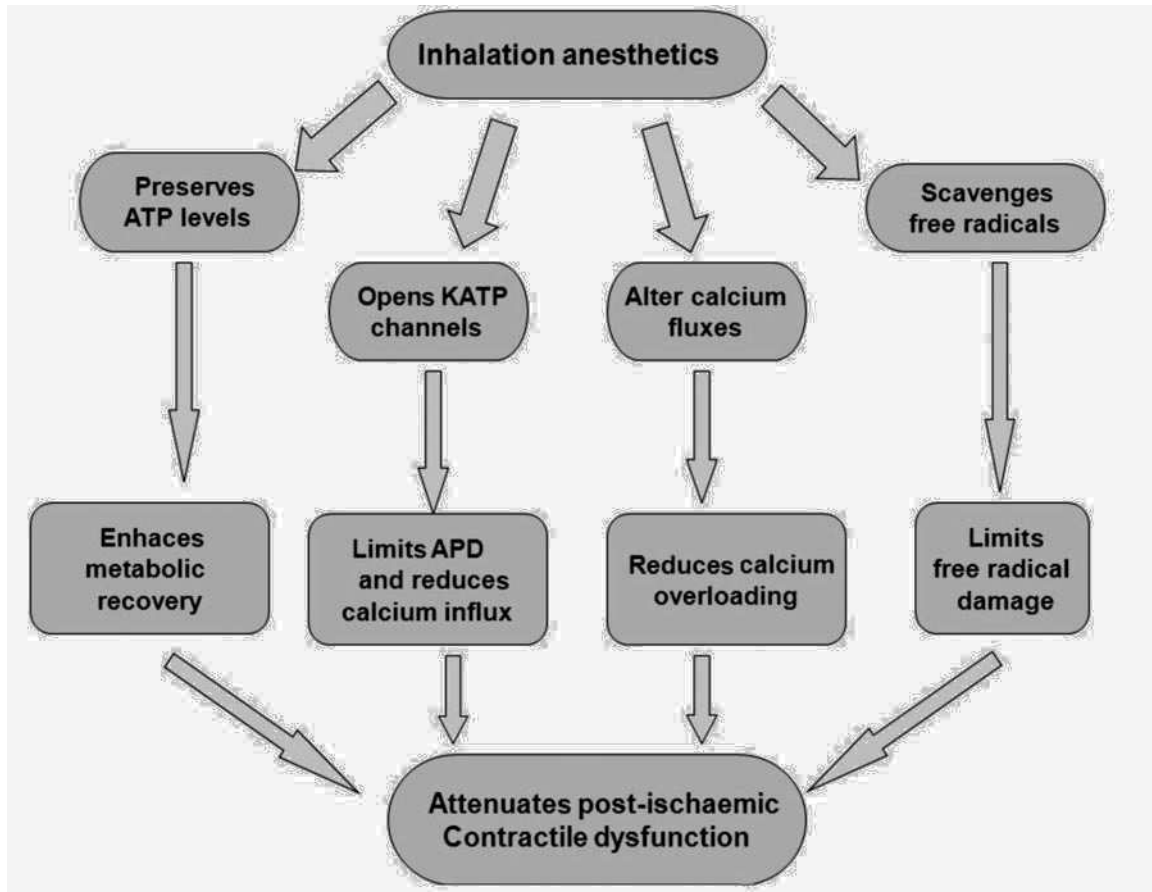 Inhalation anesthetics
Preserves
ATP levels
Scavenges
free radicals
Opens KATP
channels
Alter calcium
fluxes
Enhaces
metabolic
recovery
Limits APD
and reduces
calcium influx
Reduces calcium
overloading
Limits
free radical
damage
Attenuates post-ischaemic
Contractile dysfunction